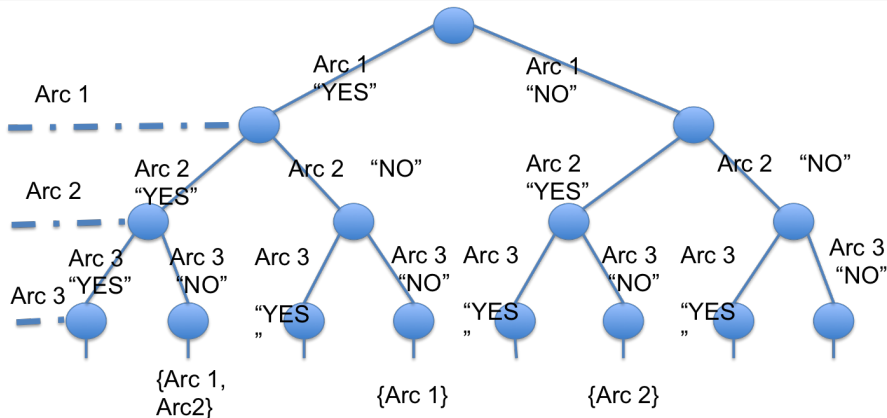 Arc 1
“YES”
Arc 1
“NO”
Arc 1
Arc 2
“YES”
Arc 2 “NO”
Arc 2
“YES”
Arc 2 “NO”
Arc 2
Arc 3
“YES”
Arc 3
“NO”
Arc 3
“YES
”
Arc 3
“NO”
Arc 3
“YES
”
Arc 3
“NO”
Arc 3
“YES
”
Arc 3
“NO”
Arc 3
{Arc 1,
Arc2}
{Arc 1}
{Arc 2}